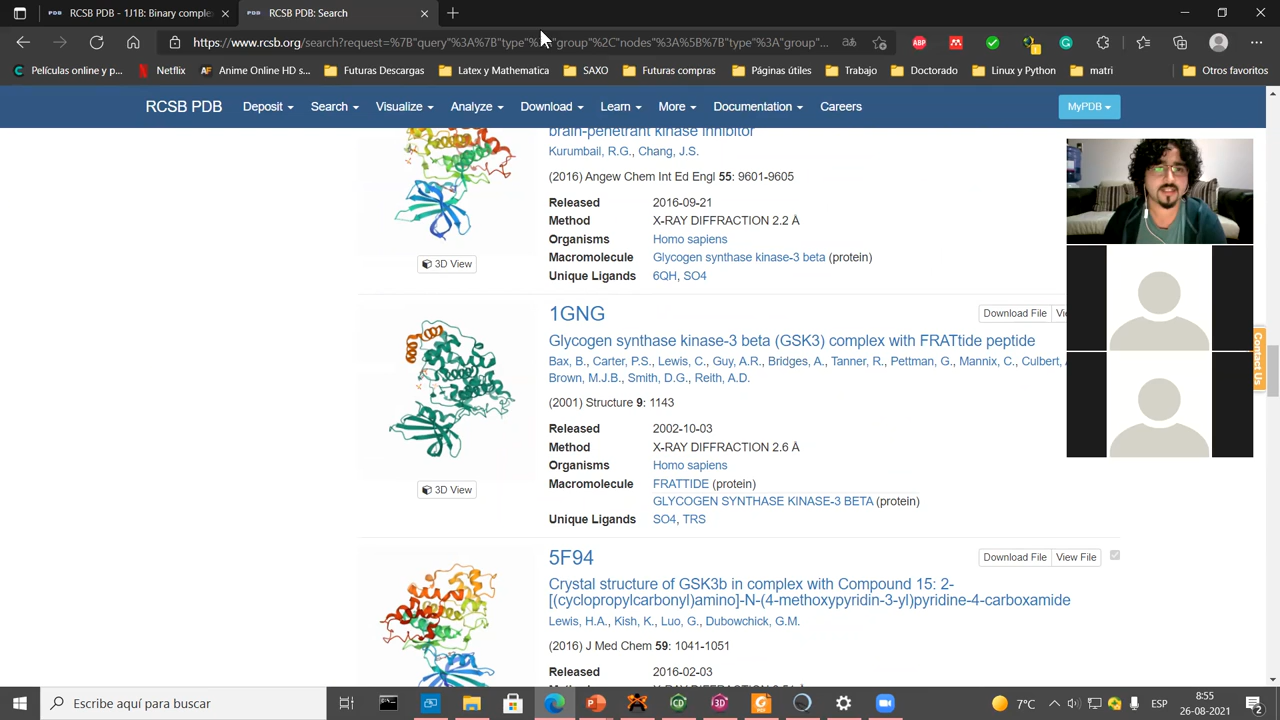 RCSB PDB - 1J1B: Binary comple
RCSB PDB: Search
https://www.rcsb.org/search?request=%7B"query"%3A%7B"type"%3A"group"%2C"nodes"%3A%5B%7B"type"%3A"group"...
Películas online y p...
Netflix
Anime Online HD s...
Futuras Descargas
Latex y Mathematica
SAXO
Futuras compras
Páginas útiles
Trabajo
Doctorado
Linux y Python
matri
Otros favoritos
RCSB PDB
Deposit
Search
Visualize
Analyze
Download
Learn
More
Documentation
Careers
MyPDB
brain-penetrant kinase inhibitor
Kurumbail, R.G., Chang, J.S.
(2016) Angew Chem Int Ed Engl 55: 9601-9605
Released 2016-09-21
Method X-RAY DIFFRACTION 2.2 Å
Organisms Homo sapiens
Macromolecule Glycogen synthase kinase-3 beta (protein)
Unique Ligands 6QH, SO4
3D View
1GNG
Download File
Glycogen synthase kinase-3 beta (GSK3) complex with FRATtide peptide
Bax, B., Carter, P.S., Lewis, C., Guy, A.R., Bridges, A., Tanner, R., Pettman, G., Mannix, C., Culbert,
Brown, M.J.B., Smith, D.G., Reith, A.D.
(2001) Structure 9: 1143
Released 2002-10-03
Method X-RAY DIFFRACTION 2.6 Å
Organisms Homo sapiens
Macromolecule FRATTIDE (protein)
GLYCOGEN SYNTHASE KINASE-3 BETA (protein)
Unique Ligands SO4, TRS
3D View
Contact Us
5F94
Download File View File
Crystal structure of GSK3b in complex with Compound 15: 2-
[(cyclopropylcarbonyl)amino]-N-(4-methoxypyridin-3-yl)pyridine-4-carboxamide
Lewis, H.A., Kish, K., Luo, G., Dubowchick, G.M.
(2016) J Med Chem 59: 1041-1051
Released 2016-02-03
Escribe aquí para buscar
7°C
ESP
8:55
26-08-2021